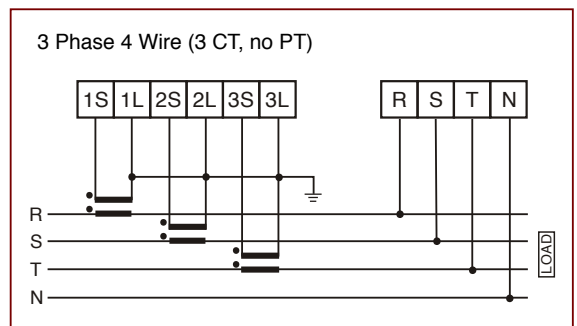 3 Phase 4 Wire (3 CT, no PT)
1S 1L 2S 2L 3S 3L
R S T N
R
S
T
N
LOAD